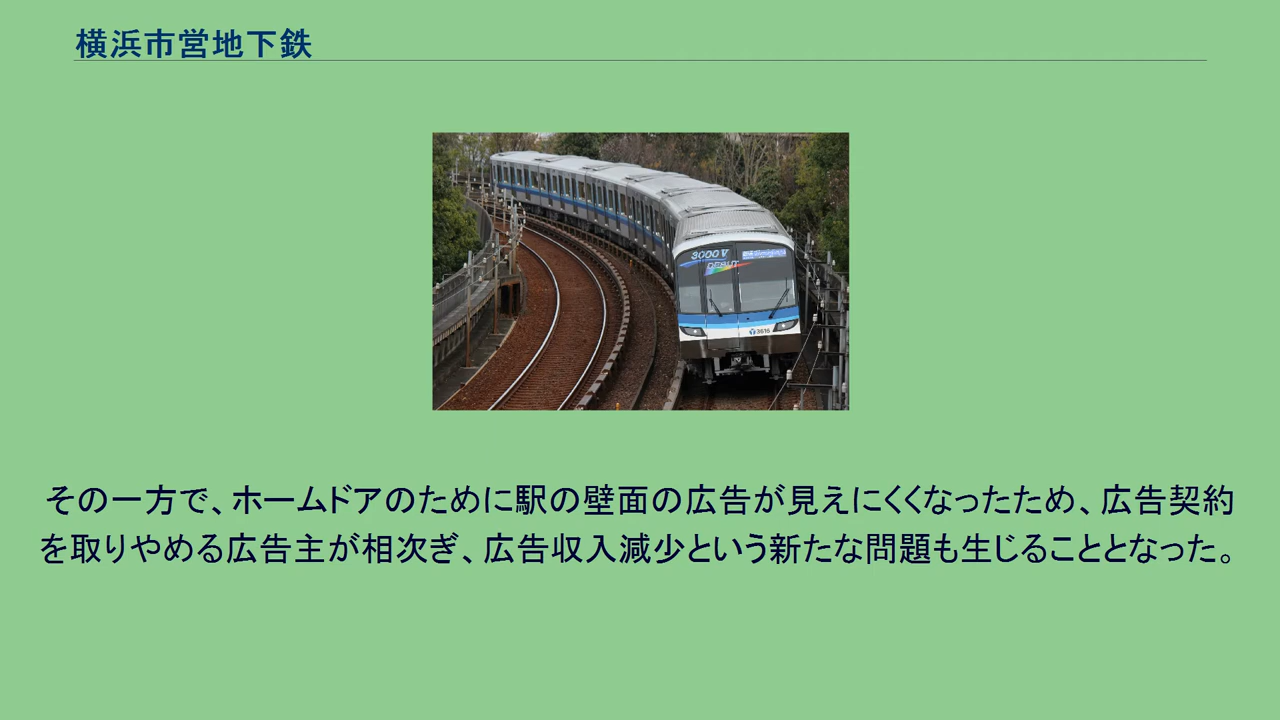 横浜市営地下鉄
3000V
DEBUT
3516
その一方で、ホームドアのために駅の壁面の広告が見えにくくなったため、広告契約
を取りやめる広告主が相次ぎ、広告収入減少という新たな問題も生じることとなった。